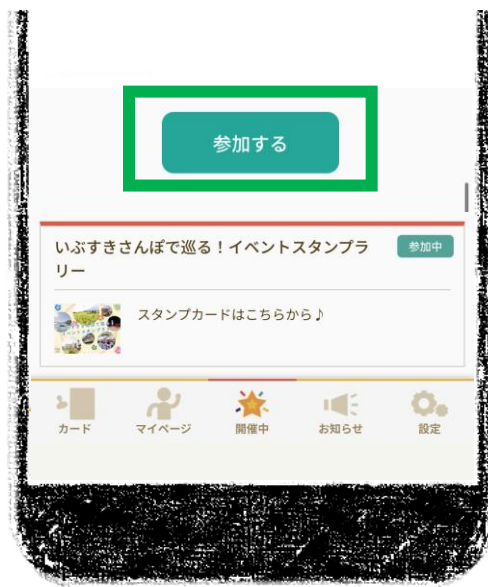 参加する
いぶすきさんぽで巡る！イベントスタンプラ
リー
参加中
スタンプカードはこちらから♪
カード
マイページ
開催中
お知らせ
設定